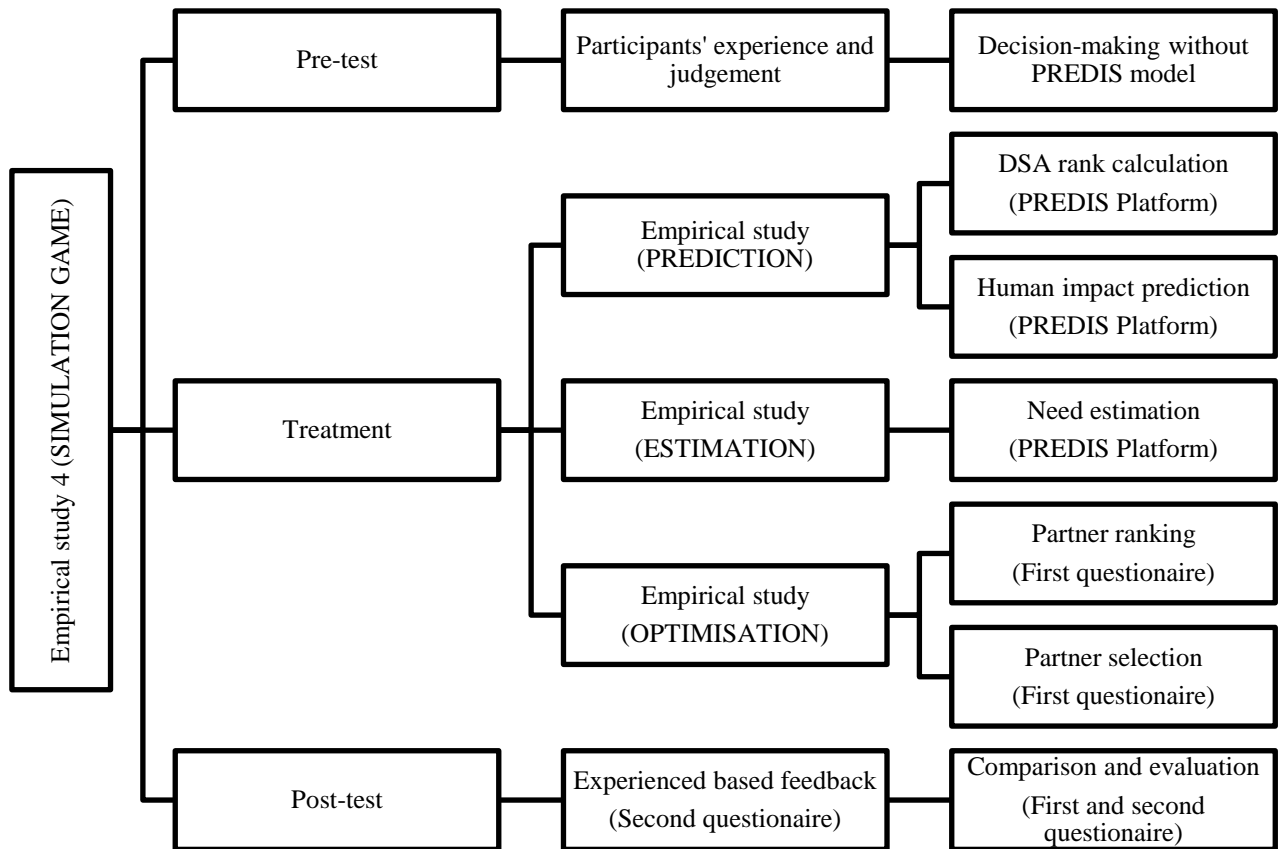 Empirical study 4 (SIMULATION GAME)
Pre-test
Participants' experience and
judgement
Decision-making without
PREDIS model
Treatment
Empirical study
(PREDICTION)
DSA rank calculation
(PREDIS Platform)
Human impact prediction
(PREDIS Platform)
Empirical study
(ESTIMATION)
Need estimation
(PREDIS Platform)
Empirical study
(OPTIMISATION)
Partner ranking
(First questionaire)
Partner selection
(First questionaire)
Post-test
Experienced based feedback
(Second questionaire)
Comparison and evaluation
(First and second
questionaire)